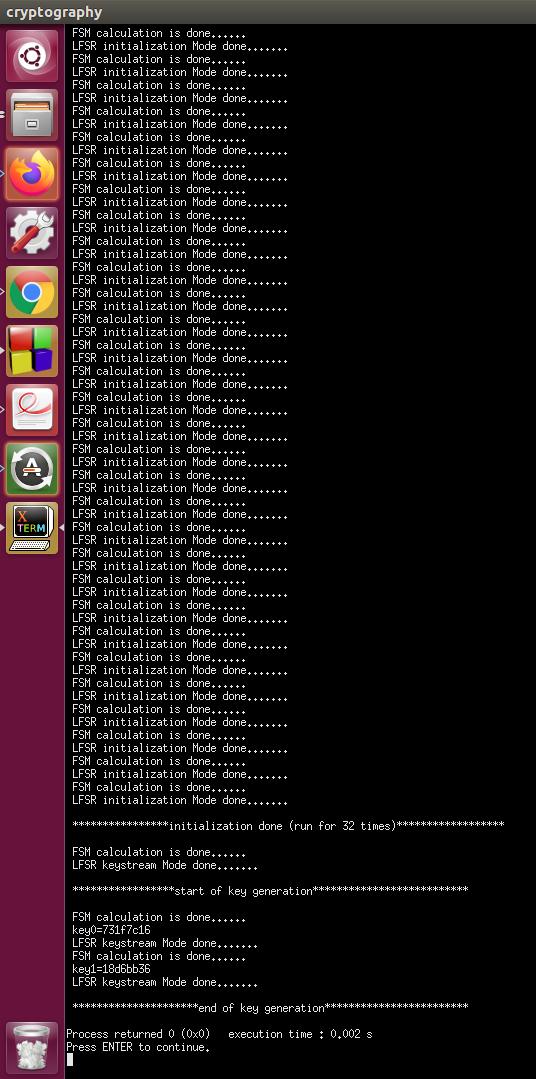 cryptography
FSM calculation is done......
LFSR initialization Mode done.......
FSM calculation is done......
LFSR initialization Mode done.......
FSM calculation is done......
LFSR initialization Mode done.......
FSM calculation is done......
LFSR initialization Mode done.......
FSM calculation is done......
LFSR initialization Mode done.......
FSM calculation is done......
LFSR initialization Mode done.......
FSM calculation is done......
LFSR initialization Mode done.......
FSM calculation is done......
LFSR initialization Mode done.......
FSM calculation is done......
LFSR initialization Mode done.......
FSM calculation is done......
LFSR initialization Mode done.......
FSM calculation is done......
LFSR initialization Mode done.......
FSM calculation is done......
LFSR initialization Mode done.......
FSM calculation is done......
LFSR initialization Mode done.......
FSM calculation is done......
LFSR initialization Mode done.......
FSM calculation is done......
LFSR initialization Mode done.......
FSM calculation is done......
LFSR initialization Mode done.......
FSM calculation is done......
LFSR initialization Mode done.......
FSM calculation is done......
LFSR initialization Mode done.......
FSM calculation is done......
LFSR initialization Mode done.......
FSM calculation is done......
LFSR initialization Mode done.......
FSM calculation is done......
LFSR initialization Mode done.......
FSM calculation is done......
LFSR initialization Mode done.......
FSM calculation is done......
LFSR initialization Mode done.......
FSM calculation is done......
LFSR initialization Mode done.......
FSM calculation is done......
LFSR initialization Mode done.......
FSM calculation is done......
LFSR initialization Mode done.......
FSM calculation is done......
LFSR initialization Mode done.......
FSM calculation is done......
LFSR initialization Mode done.......
FSM calculation is done......
LFSR initialization Mode done.......
FSM calculation is done......
LFSR initialization Mode done.......
****************initialization done (run for 32 times)******************
FSM calculation is done......
LFSR keystream Mode done.......
*****************start of key generation**************************
FSM calculation is done......
key0=731f7c16
LFSR keystream Mode done.......
FSM calculation is done......
key1=18d6bb36
LFSR keystream Mode done.......
*********************end of key generation************************
Process returned 0 (0x0)   execution time : 0.002 s
Press ENTER to continue.
A
X
TERM